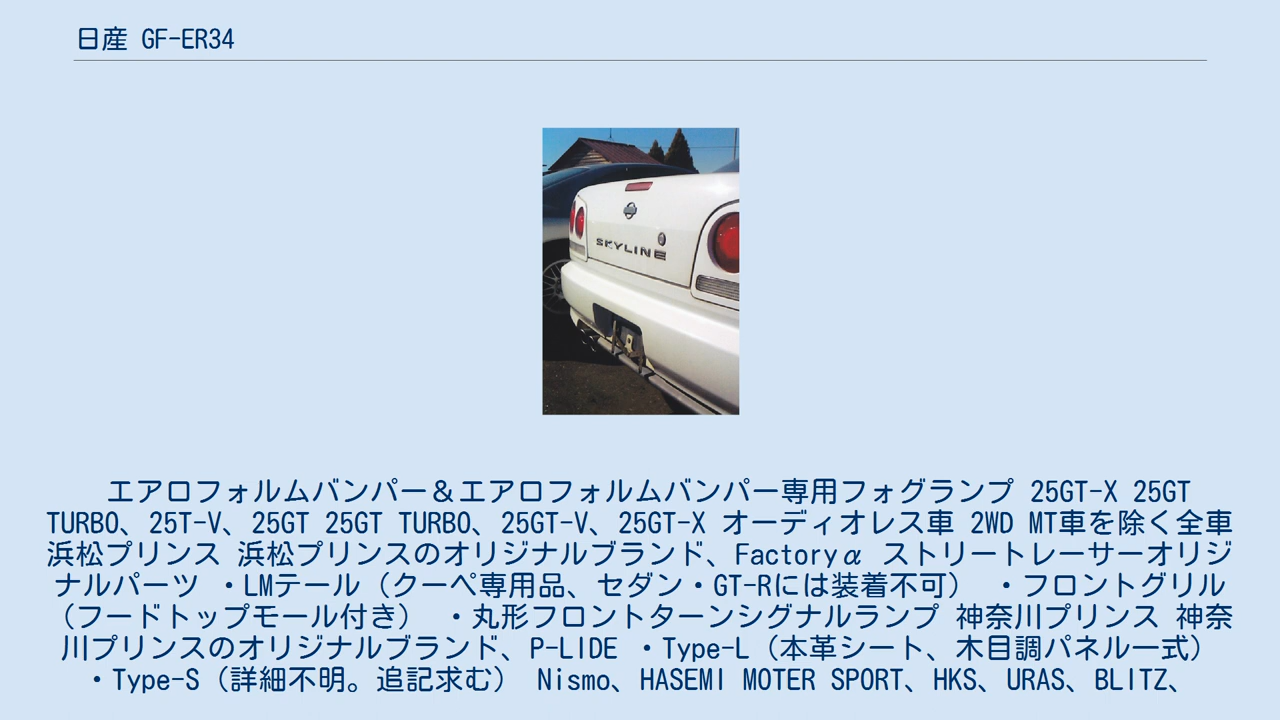 日産 GF-ER34
SKYLINE
エアロフォルムバンパー＆エアロフォルムバンパー専用フォグランプ 25GT-X 25GT
TURBO、25T-V、25GT 25GT TURBO、25GT-V、25GT-X オーディオレス車 2WD MT車を除く全車
浜松プリンス 浜松プリンスのオリジナルブランド、Factoryα ストリートレーサーオリジ
ナルパーツ ・LMテール（クーペ専用品、セダン・GT-Rには装着不可） ・フロントグリル
（フードトップモール付き） ・丸形フロントターンシグナルランプ 神奈川プリンス 神奈
川プリンスのオリジナルブランド、P-LIDE ・Type-L（本革シート、木目調パネル一式）
・Type-S（詳細不明。追記求む） Nismo、HASEMI MOTER SPORT、HKS、URAS、BLITZ、